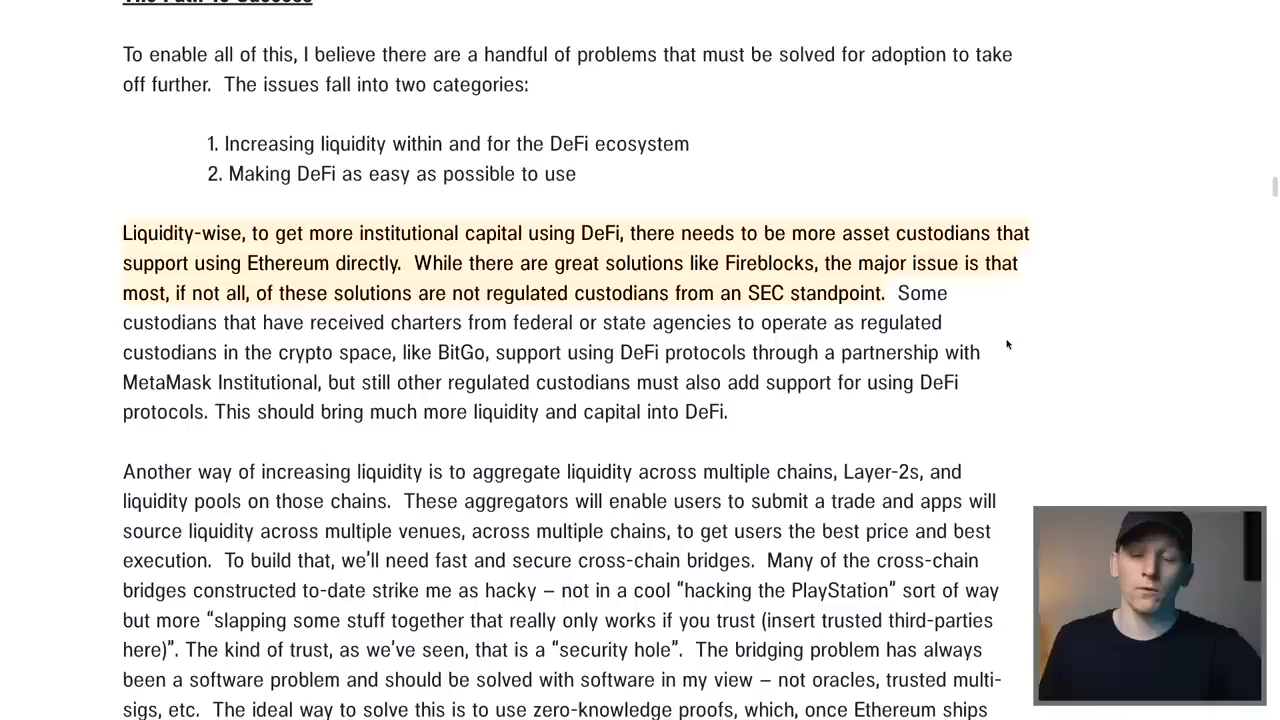 The Path To Success
To enable all of this, I believe there are a handful of problems that must be solved for adoption to take
off further.  The issues fall into two categories:
1. Increasing liquidity within and for the DeFi ecosystem
2. Making DeFi as easy as possible to use
Liquidity-wise, to get more institutional capital using DeFi, there needs to be more asset custodians that
support using Ethereum directly.  While there are great solutions like Fireblocks, the major issue is that
most, if not all, of these solutions are not regulated custodians from an SEC standpoint.  Some
custodians that have received charters from federal or state agencies to operate as regulated
custodians in the crypto space, like BitGo, support using DeFi protocols through a partnership with
MetaMask Institutional, but still other regulated custodians must also add support for using DeFi
protocols. This should bring much more liquidity and capital into DeFi.
Another way of increasing liquidity is to aggregate liquidity across multiple chains, Layer-2s, and
liquidity pools on those chains.  These aggregators will enable users to submit a trade and apps will
source liquidity across multiple venues, across multiple chains, to get users the best price and best
execution.  To build that, we’ll need fast and secure cross-chain bridges.  Many of the cross-chain
bridges constructed to-date strike me as hacky – not in a cool “hacking the PlayStation” sort of way
but more “slapping some stuff together that really only works if you trust (insert trusted third-parties
here)”. The kind of trust, as we’ve seen, that is a “security hole”.  The bridging problem has always
been a software problem and should be solved with software in my view – not oracles, trusted multi-
sigs, etc.  The ideal way to solve this is to use zero-knowledge proofs, which, once Ethereum ships